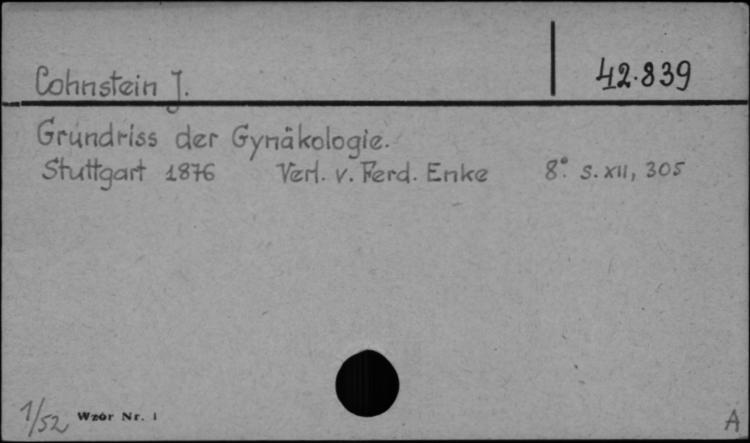 Cohnstein J.
42.839
Grundriss der Gynäkologie.
Stuttgart 1876 Verl. v. Ferd. Enke 8° S. XII, 305
1/52 Wzór Nr. 1 A